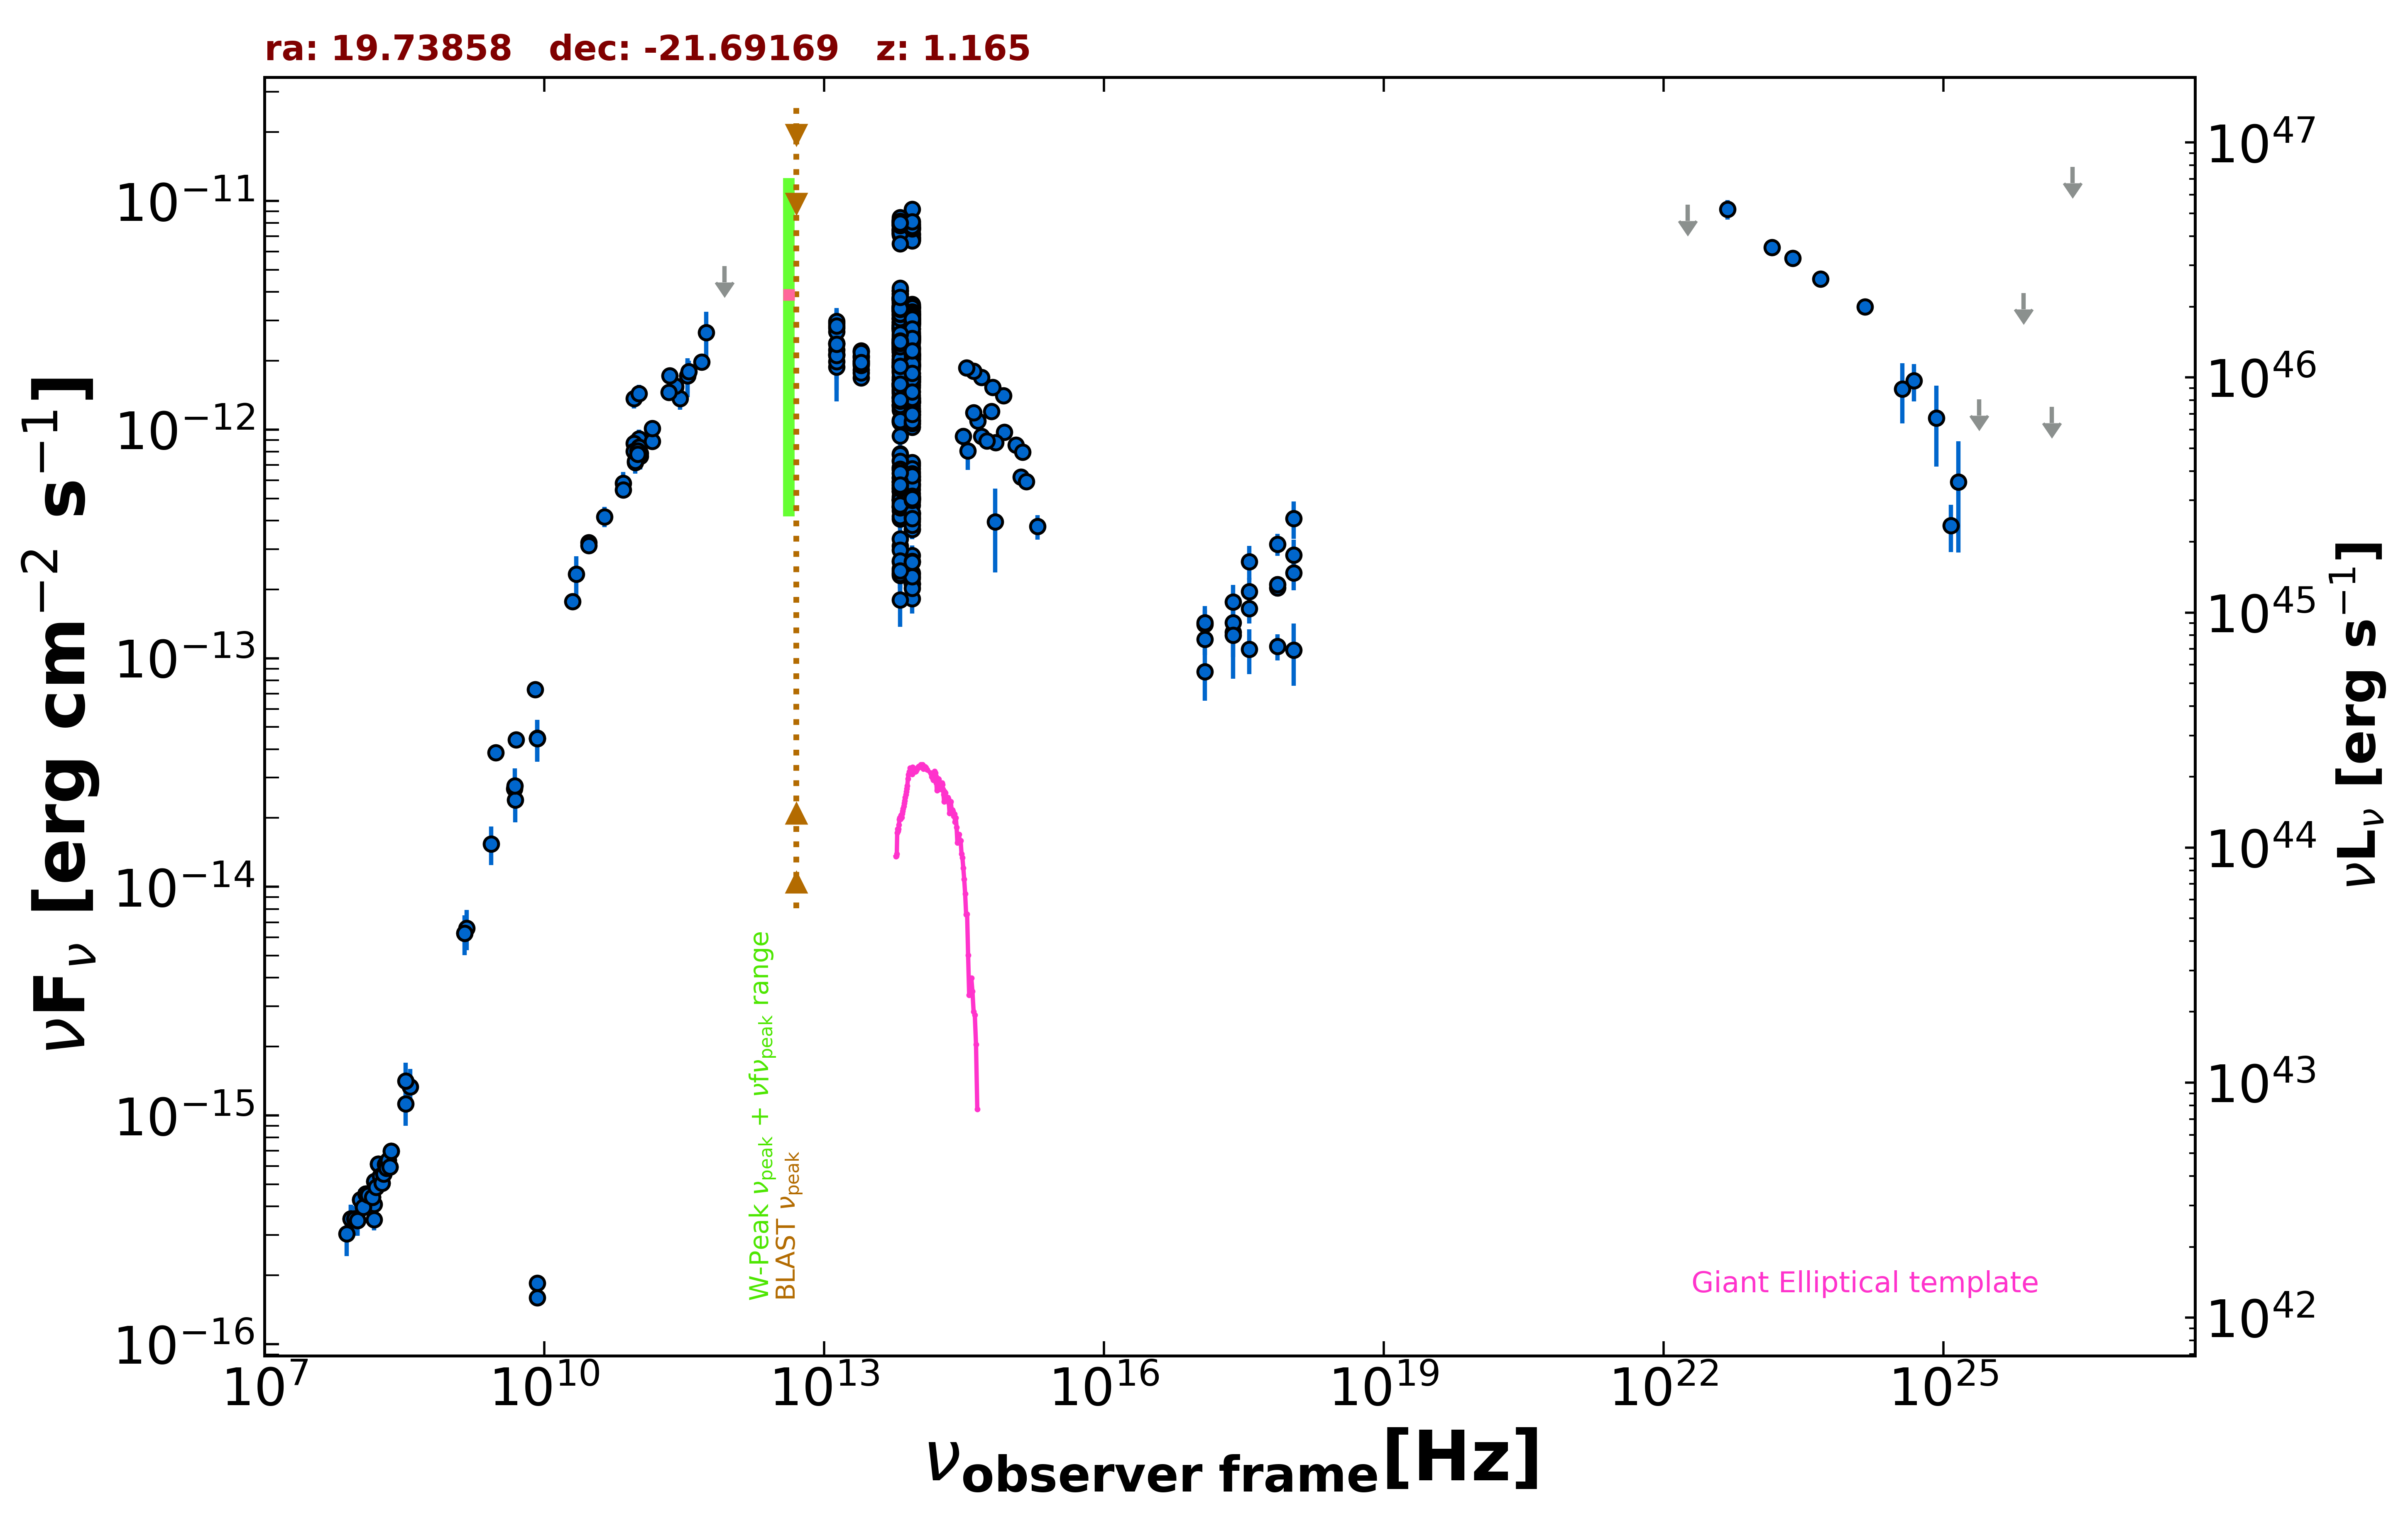 ra: 19.73858   dec: -21.69169   z: 1.165
νFν [erg cm⁻² s⁻¹]
10⁻¹¹
10⁻¹²
10⁻¹³
10⁻¹⁴
10⁻¹⁵
10⁻¹⁶
W-Peak νpeak + νfνpeak range
BLAST νpeak
Giant Elliptical template
10⁴⁷
10⁴⁶
10⁴⁵
10⁴⁴
10⁴³
10⁴²
νLν [erg s⁻¹]
10⁷ 10¹⁰ 10¹³ 10¹⁶ 10¹⁹ 10²² 10²⁵
νobserver frame[Hz]